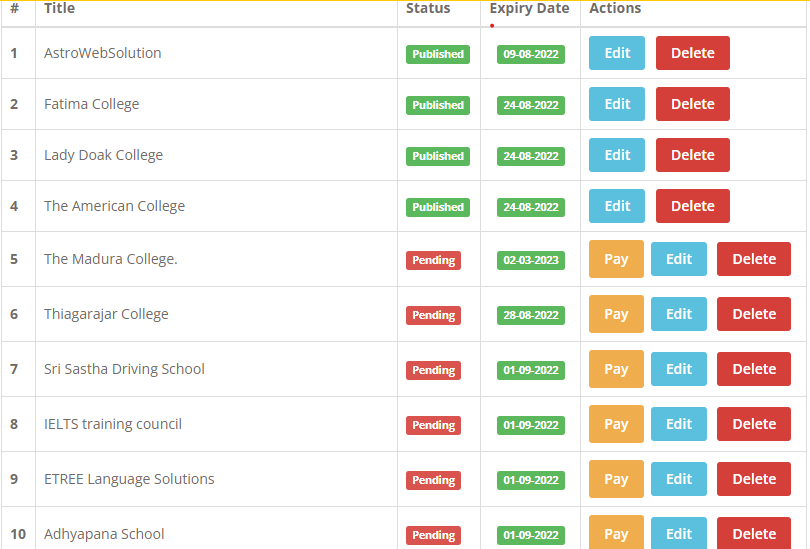 # Title Status Expiry Date Actions
1 AstroWebSolution Published 09-08-2022 Edit Delete
2 Fatima College Published 24-08-2022 Edit Delete
3 Lady Doak College Published 24-08-2022 Edit Delete
4 The American College Published 24-08-2022 Edit Delete
5 The Madura College. Pending 02-03-2023 Pay Edit Delete
6 Thiagarajar College Pending 28-08-2022 Pay Edit Delete
7 Sri Sastha Driving School Pending 01-09-2022 Pay Edit Delete
8 IELTS training council Pending 01-09-2022 Pay Edit Delete
9 ETREE Language Solutions Pending 01-09-2022 Pay Edit Delete
10 Adhyapana School Pending 01-09-2022 Pay Edit Delete